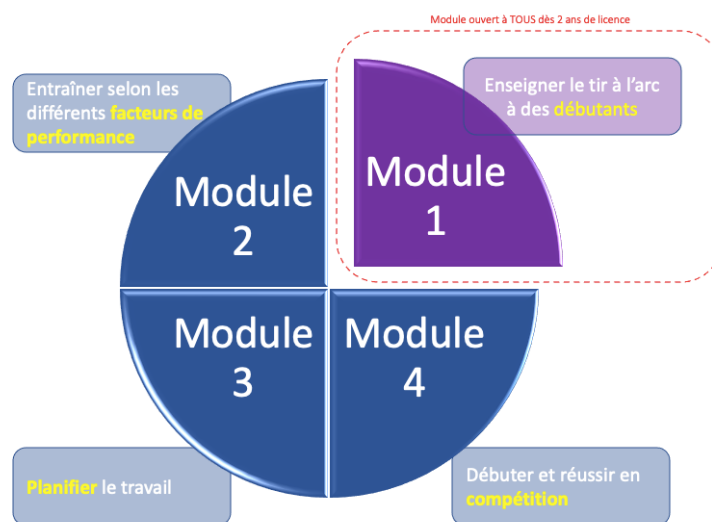 Module ouvert à TOUS dès 2 ans de licence
Entraîner selon les
différents facteurs de
performance
Enseigner le tir à l'arc
à des débutants
Module
2
Module
1
Module
3
Module
4
Planifier le travail
Débuter et réussir en
compétition